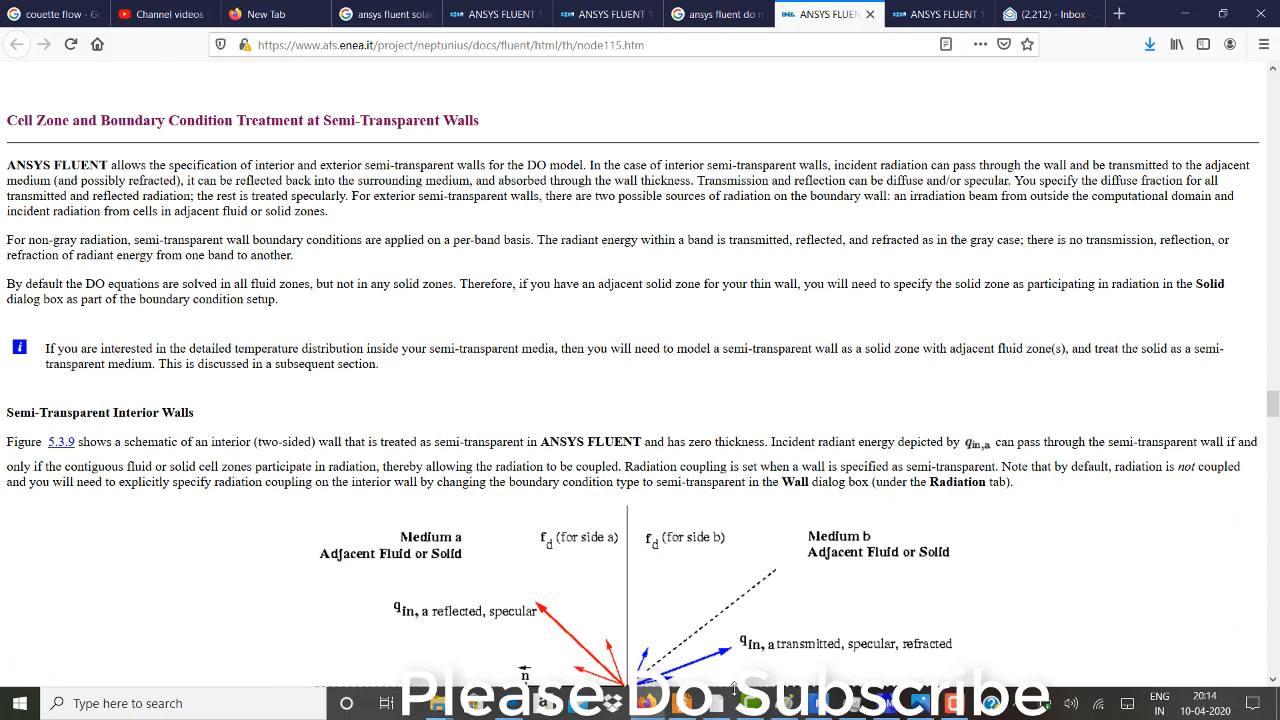 couette flow - G
Channel videos -
New Tab
ansys fluent sola
ANSYS FLUENT 1
ANSYS FLUENT 1
ansys fluent do m
ANSYS FLUEN
ANSYS FLUENT 1
(2,212) - Inbox -
https://www.afs.enea.it/project/neptunius/docs/fluent/html/th/node115.htm
Cell Zone and Boundary Condition Treatment at Semi-Transparent Walls
ANSYS FLUENT allows the specification of interior and exterior semi-transparent walls for the DO model. In the case of interior semi-transparent walls, incident radiation can pass through the wall and be transmitted to the adjacent
medium (and possibly refracted), it can be reflected back into the surrounding medium, and absorbed through the wall thickness. Transmission and reflection can be diffuse and/or specular. You specify the diffuse fraction for all
transmitted and reflected radiation; the rest is treated specularly. For exterior semi-transparent walls, there are two possible sources of radiation on the boundary wall: an irradiation beam from outside the computational domain and
incident radiation from cells in adjacent fluid or solid zones.
For non-gray radiation, semi-transparent wall boundary conditions are applied on a per-band basis. The radiant energy within a band is transmitted, reflected, and refracted as in the gray case; there is no transmission, reflection, or
refraction of radiant energy from one band to another.
By default the DO equations are solved in all fluid zones, but not in any solid zones. Therefore, if you have an adjacent solid zone for your thin wall, you will need to specify the solid zone as participating in radiation in the Solid
dialog box as part of the boundary condition setup.
i
If you are interested in the detailed temperature distribution inside your semi-transparent media, then you will need to model a semi-transparent wall as a solid zone with adjacent fluid zone(s), and treat the solid as a semi-
transparent medium. This is discussed in a subsequent section.
Semi-Transparent Interior Walls
Figure 5.3.9 shows a schematic of an interior (two-sided) wall that is treated as semi-transparent in ANSYS FLUENT and has zero thickness. Incident radiant energy depicted by qin,a can pass through the semi-transparent wall if and
only if the contiguous fluid or solid cell zones participate in radiation, thereby allowing the radiation to be coupled. Radiation coupling is set when a wall is specified as semi-transparent. Note that by default, radiation is not coupled
and you will need to explicitly specify radiation coupling on the interior wall by changing the boundary condition type to semi-transparent in the Wall dialog box (under the Radiation tab).
Medium a
Adjacent Fluid or Solid
fd (for side a)
fd (for side b)
Medium b
Adjacent Fluid or Solid
qin, a reflected, specular
qin, a transmitted, specular, refracted
n
Please Do Subscribe
Type here to search
ENG
IN
20:14
10-04-2020